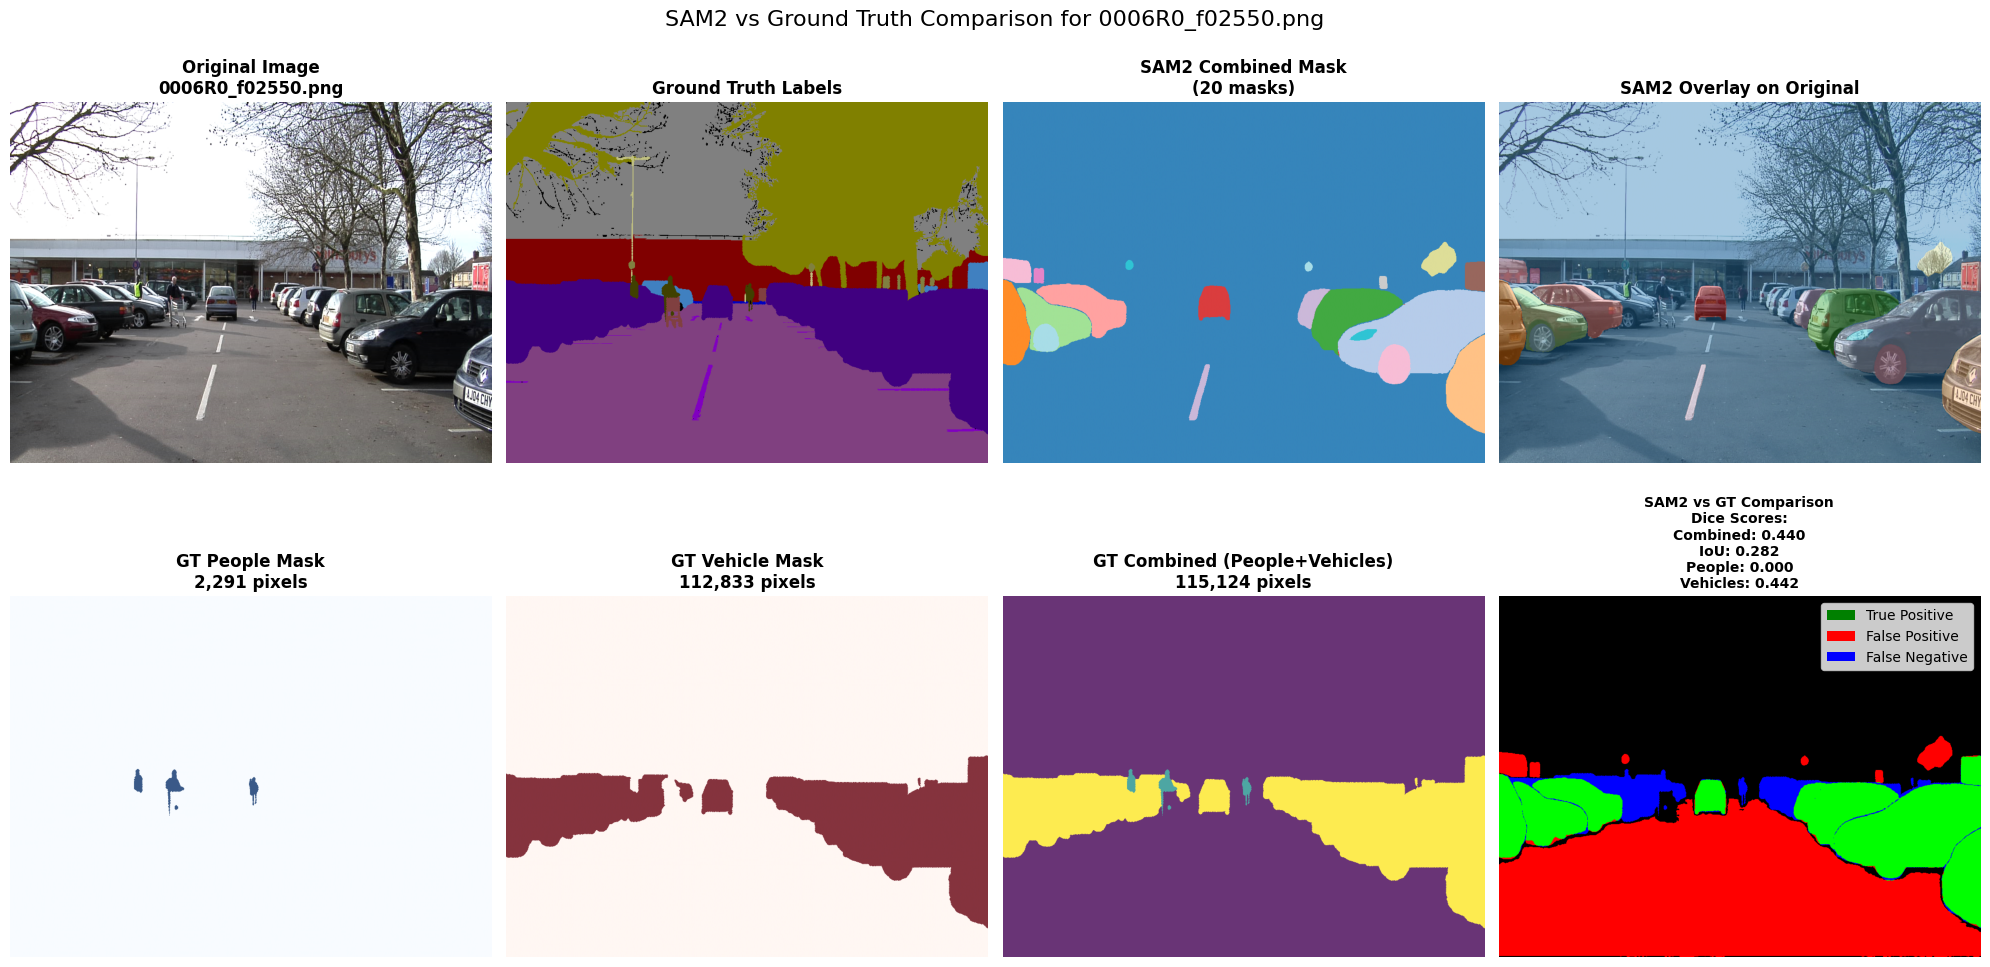 SAM2 vs Ground Truth Comparison for 0006R0_f02550.png
Original Image
0006R0_f02550.png
Ground Truth Labels
SAM2 Combined Mask
(20 masks)
SAM2 Overlay on Original
GT People Mask
2,291 pixels
GT Vehicle Mask
112,833 pixels
GT Combined (People+Vehicles)
115,124 pixels
SAM2 vs GT Comparison
Dice Scores:
Combined: 0.440
IoU: 0.282
People: 0.000
Vehicles: 0.442
True Positive
False Positive
False Negative